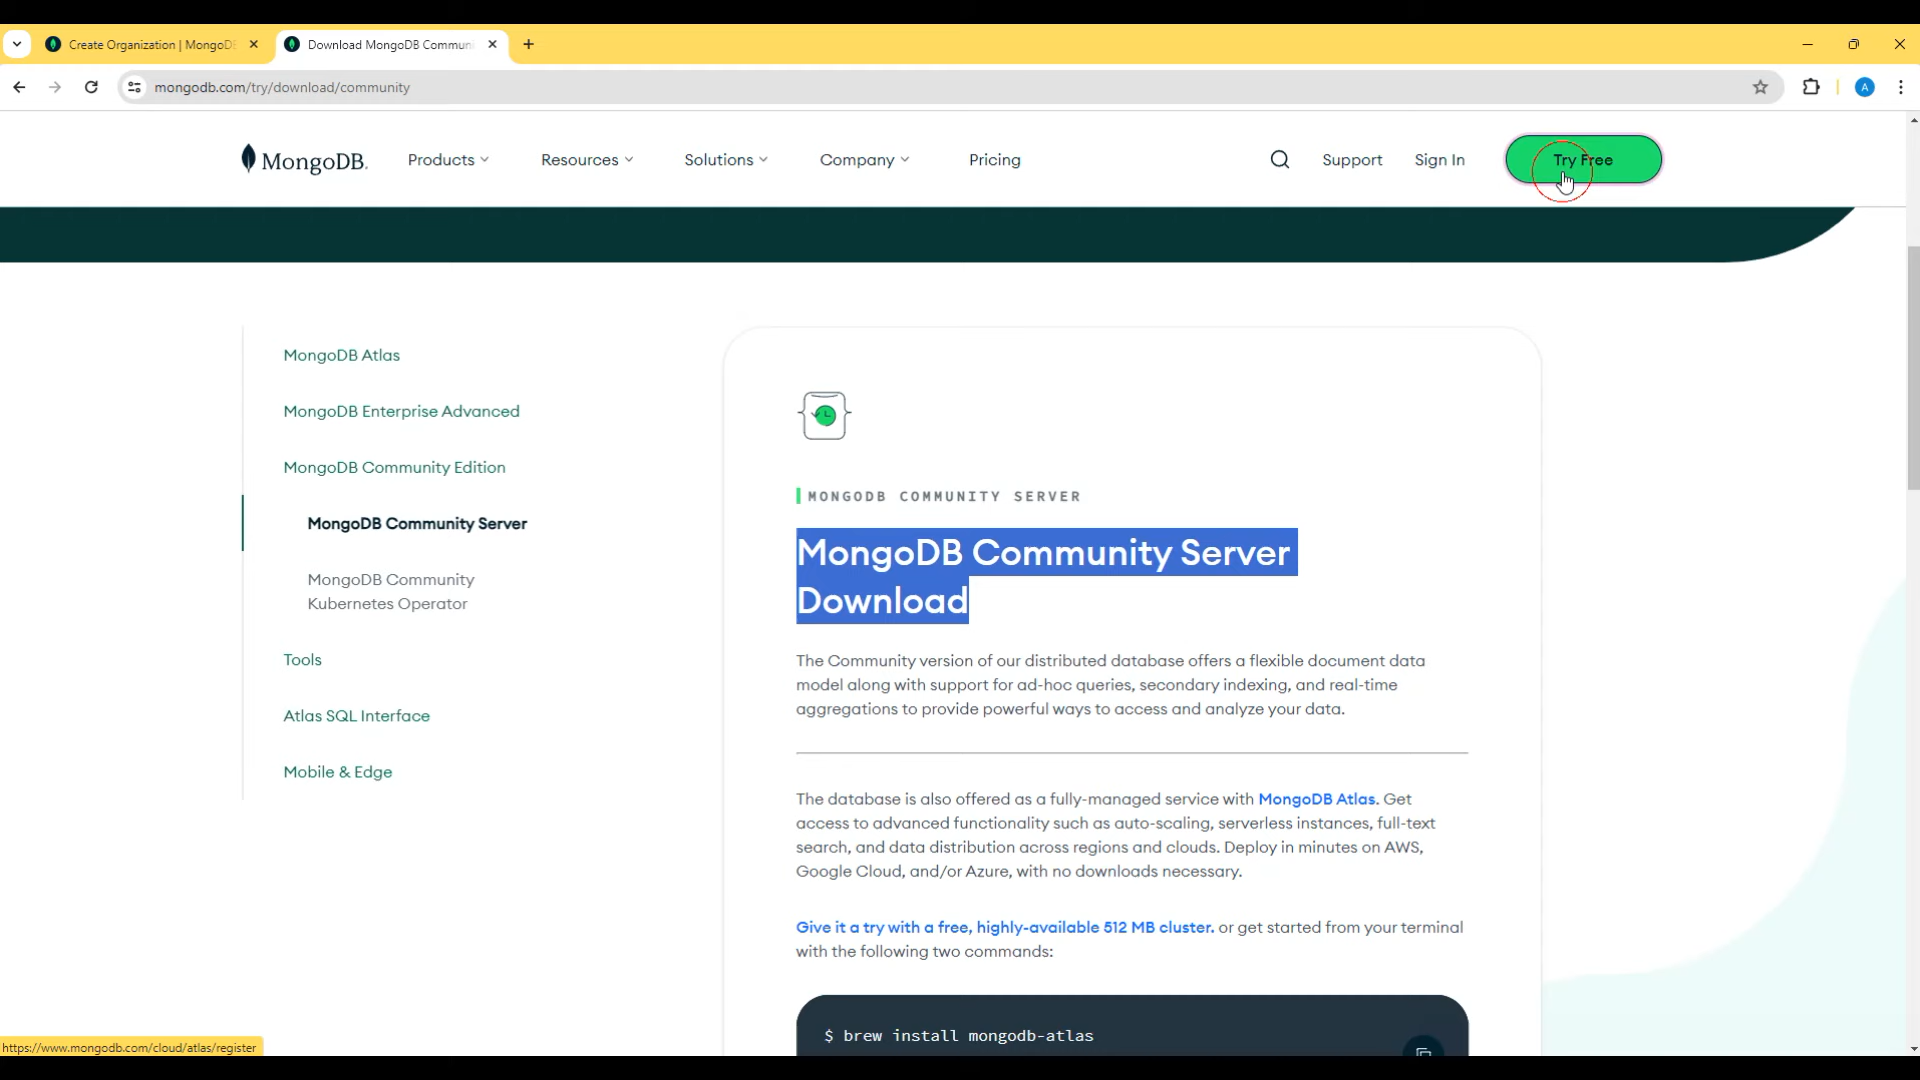 Create Organization | MongoDB
Download MongoDB Commun
mongodb.com/try/download/community
A
MongoDB.
Products
Resources
Solutions
Company
Pricing
Support
Sign In
Try Free
MongoDB Atlas
MongoDB Enterprise Advanced
MongoDB Community Edition
MongoDB Community Server
MongoDB Community
Kubernetes Operator
Tools
Atlas SQL Interface
Mobile & Edge
MONGODB COMMUNITY SERVER
MongoDB Community Server
Download
The Community version of our distributed database offers a flexible document data
model along with support for ad-hoc queries, secondary indexing, and real-time
aggregations to provide powerful ways to access and analyze your data.
The database is also offered as a fully-managed service with MongoDB Atlas. Get
access to advanced functionality such as auto-scaling, serverless instances, full-text
search, and data distribution across regions and clouds. Deploy in minutes on AWS,
Google Cloud, and/or Azure, with no downloads necessary.
Give it a try with a free, highly-available 512 MB cluster. or get started from your terminal
with the following two commands:
$ brew install mongodb-atlas
https://www.mongodb.com/cloud/atlas/register